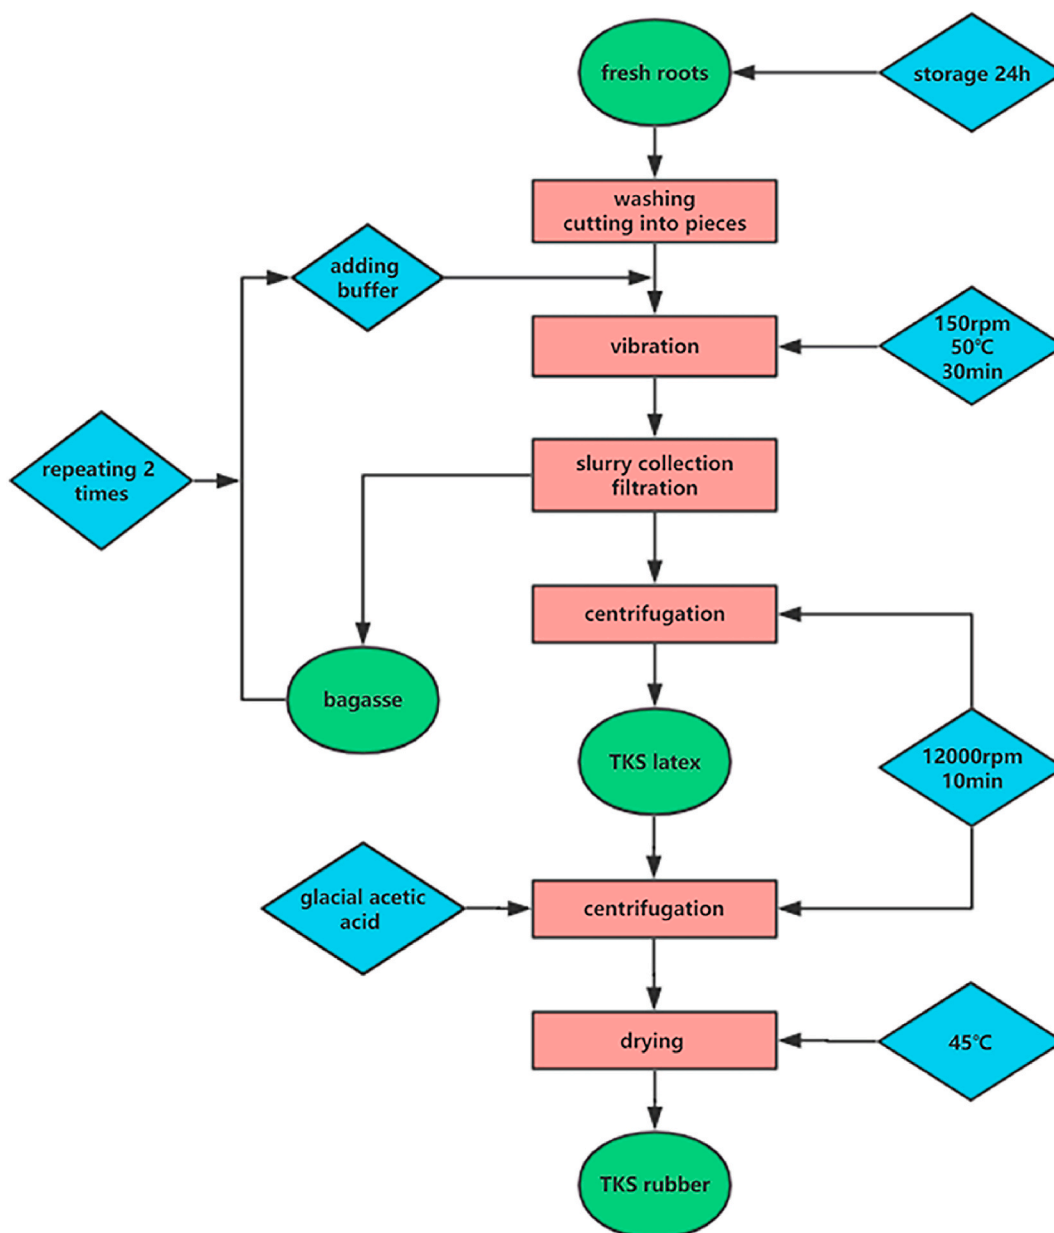 fresh roots
storage 24h
washing
cutting into pieces
adding
buffer
vibration
150rpm
50℃
30min
repeating 2
times
slurry collection
filtration
centrifugation
bagasse
TKS latex
12000rpm
10min
glacial acetic
acid
centrifugation
drying
45℃
TKS rubber